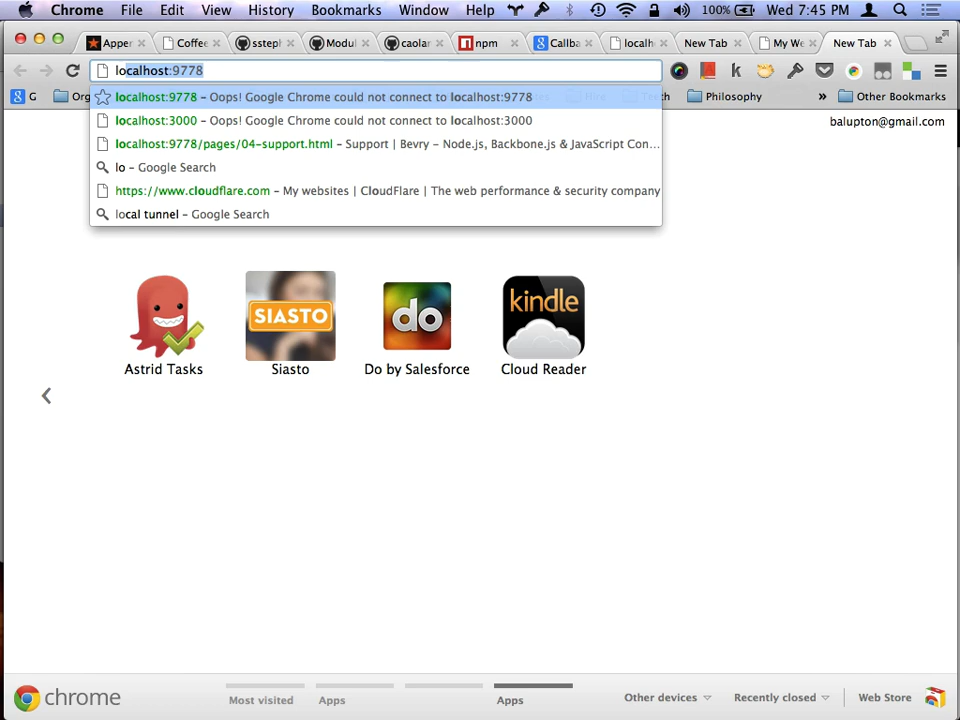 Chrome File Edit View History Bookmarks Window Help 100% Wed 7:45 PM
Apper Coffee sstep Modul caolar npm Callba localh New Tab My We New Tab
localhost:9778
G Org Philosophy » Other Bookmarks
localhost:9778 – Oops! Google Chrome could not connect to localhost:9778
localhost:3000 – Oops! Google Chrome could not connect to localhost:3000
balupton@gmail.com
localhost:9778/pages/04-support.html – Support | Bevry – Node.js, Backbone.js & JavaScript Con...
lo – Google Search
https://www.cloudflare.com – My websites | CloudFlare | The web performance & security company
local tunnel – Google Search
SIASTO
do
kindle
Astrid Tasks Siasto Do by Salesforce Cloud Reader
chrome Most visited Apps Apps Other devices Recently closed Web Store